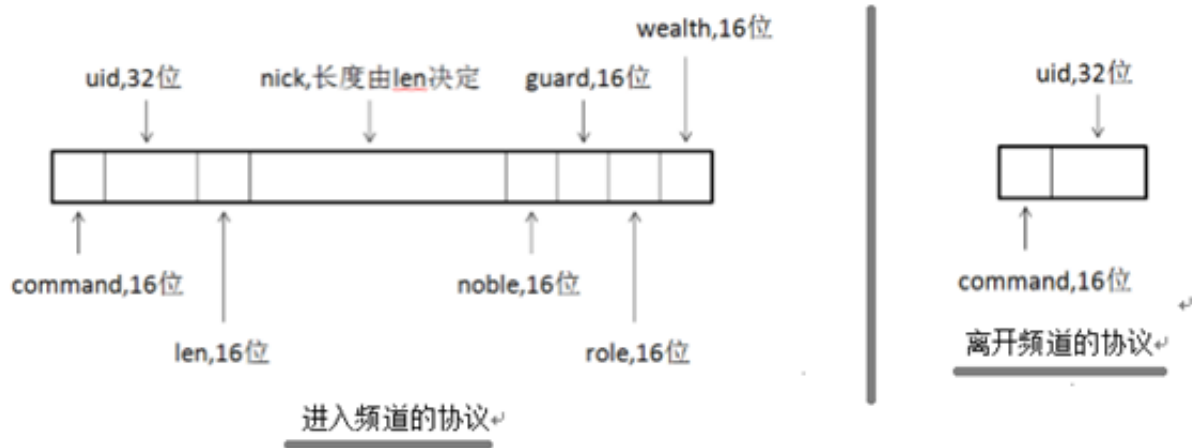 wealth,16位
uid,32位
nick,长度由len决定
guard,16位
command,16位
noble,16位
len,16位
role,16位
进入频道的协议
uid,32位
command,16位
离开频道的协议